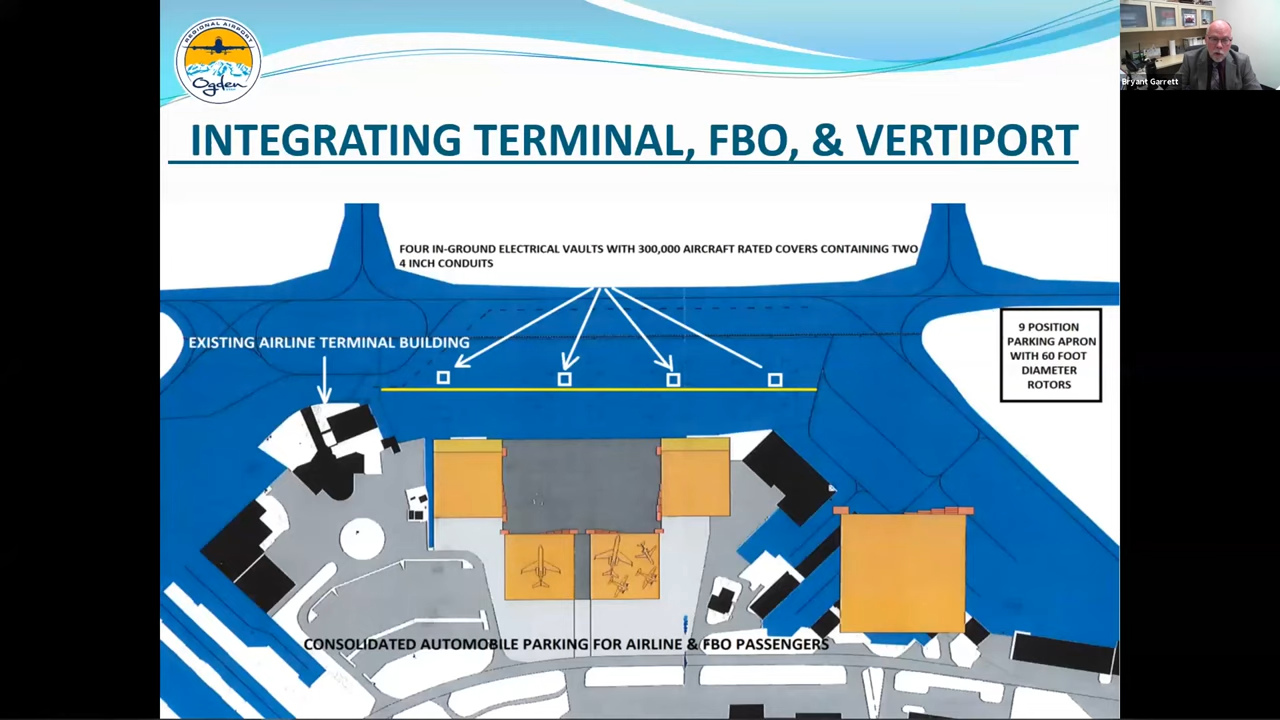 REGIONAL AIRPORT
Ogden
Bryant Garrett
INTEGRATING TERMINAL, FBO, & VERTIPORT
FOUR IN-GROUND ELECTRICAL VAULTS WITH 300,000 AIRCRAFT RATED COVERS CONTAINING TWO
4 INCH CONDUITS
EXISTING AIRLINE TERMINAL BUILDING
9 POSITION
PARKING APRON
WITH 60 FOOT
DIAMETER
ROTORS
CONSOLIDATED AUTOMOBILE PARKING FOR AIRLINE & FBO PASSENGERS